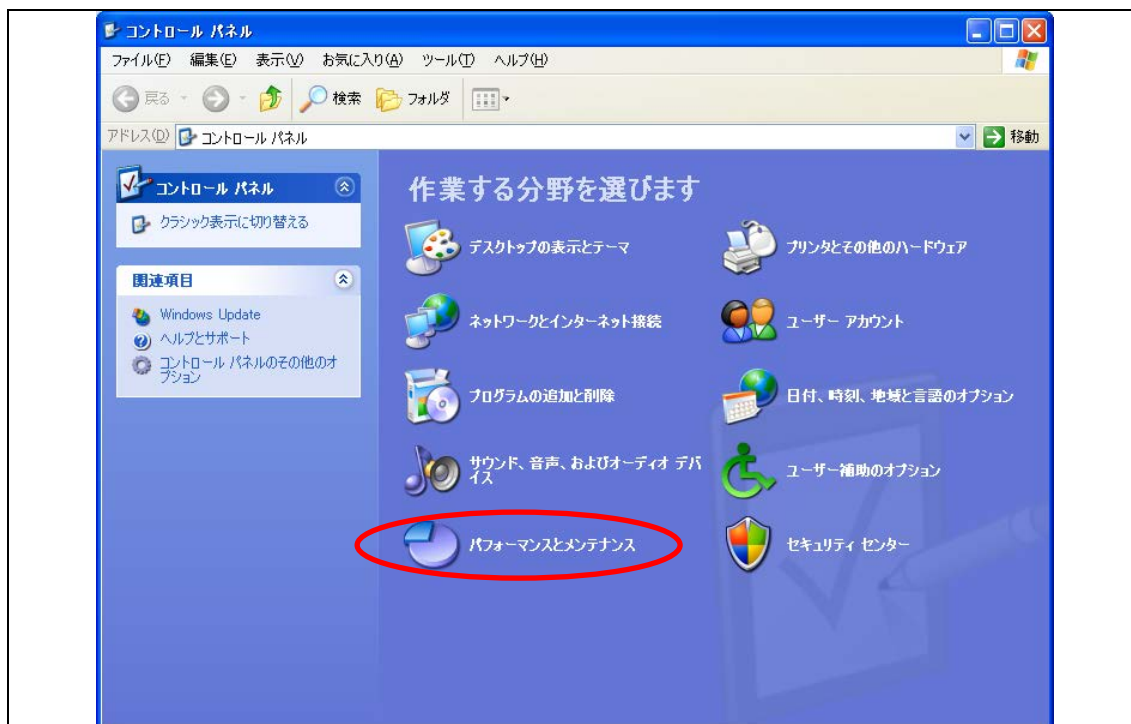 コントロール パネル
ファイル(F) 編集(E) 表示(V) お気に入り(A) ツール(T) ヘルプ(H)
戻る 検索 フォルダ
アドレス(D) コントロール パネル 移動
コントロール パネル
クラシック表示に切り替える
関連項目
Windows Update
ヘルプとサポート
コントロール パネルのその他のオ
プション
作業する分野を選びます
デスクトップの表示とテーマ
プリンタとその他のハードウェア
ネットワークとインターネット接続
ユーザー アカウント
プログラムの追加と削除
日付、時刻、地域と言語のオプション
サウンド、音声、およびオーディオ デバ
イス
ユーザー補助のオプション
パフォーマンスとメンテナンス
セキュリティ センター